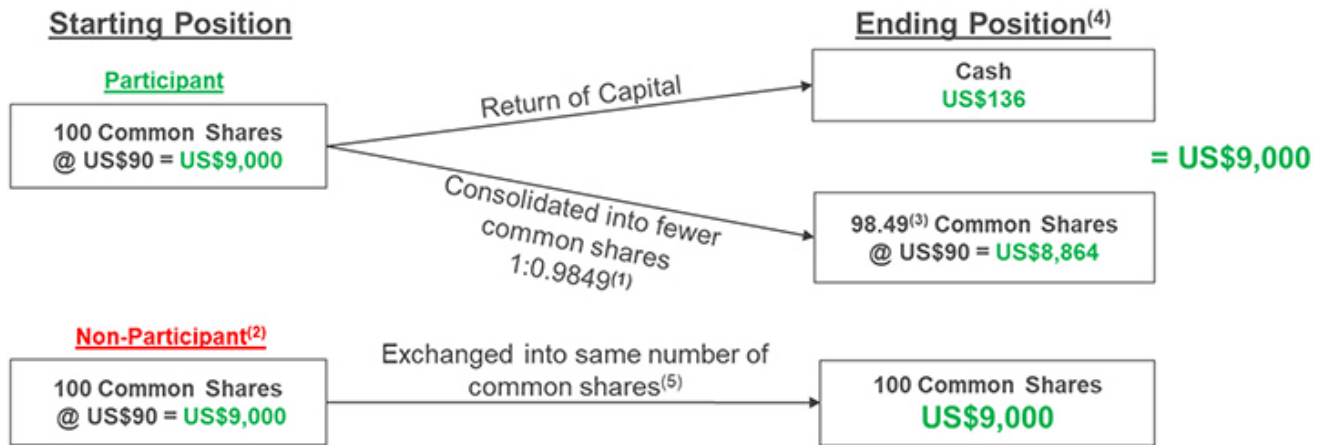 Starting Position
Ending Position(4)
Participant
100 Common Shares
@ US$90 = US$9,000
Return of Capital
Cash
US$136
= US$9,000
Consolidated into fewer
common shares
1:0.9849(1)
98.49(3) Common Shares
@ US$90 = US$8,864
Non-Participant(2)
100 Common Shares
@ US$90 = US$9,000
Exchanged into same number of
common shares(5)
100 Common Shares
US$9,000